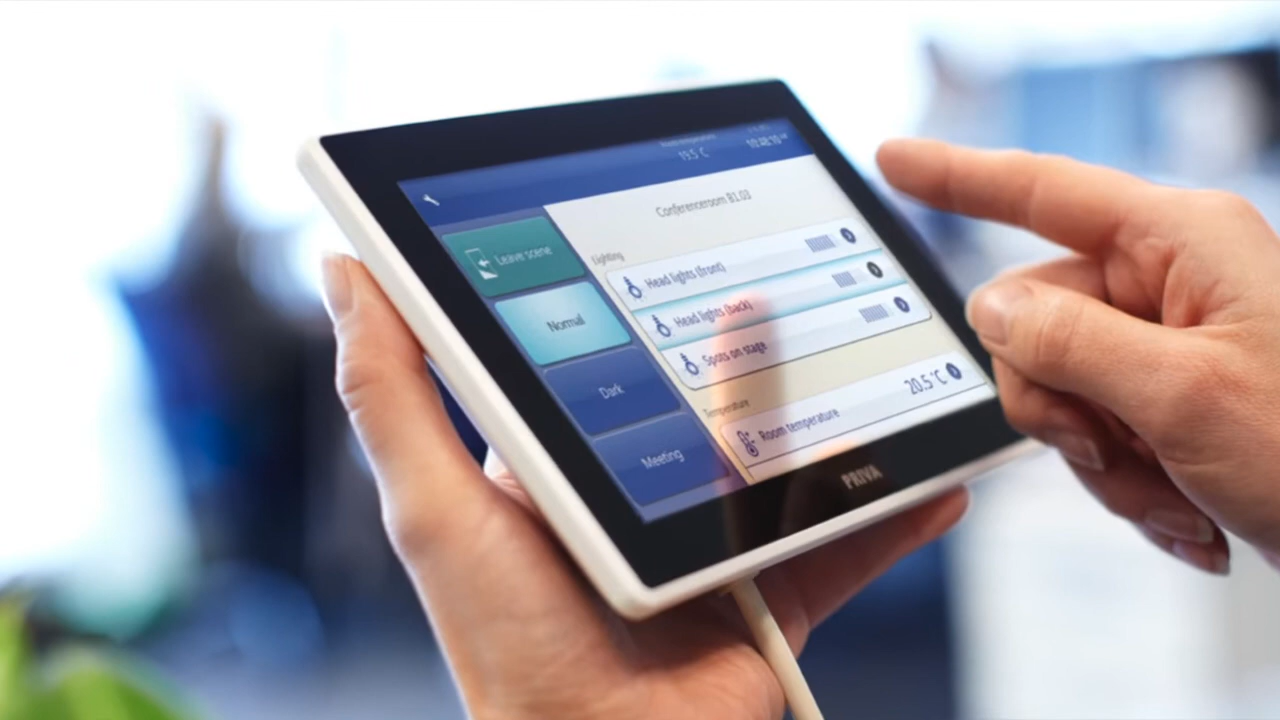 19.5 °C
Conferenceroom B1.03
Leave scene
Normal
Dark
Meeting
Lighting
Head lights (front)
Head lights (back)
Spots on stage
Temperature
Room temperature 20.5 °C
PRIVA